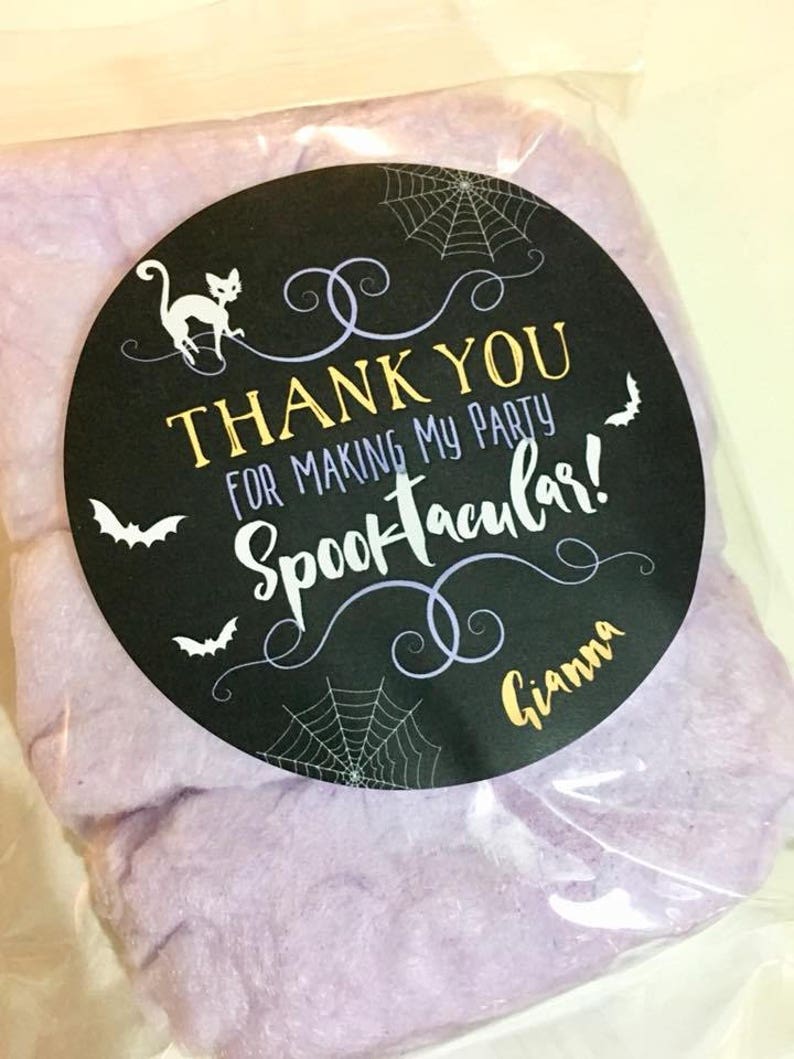 THANK YOU
FOR MAKING MY PARTY
Spooktacular!
Gianna